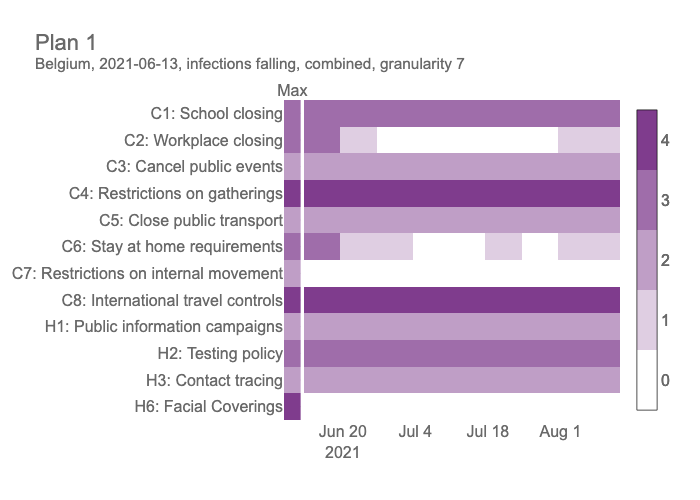 Plan 1
Belgium, 2021-06-13, infections falling, combined, granularity 7
Max
C1: School closing
C2: Workplace closing
C3: Cancel public events
C4: Restrictions on gatherings
C5: Close public transport
C6: Stay at home requirements
C7: Restrictions on internal movement
C8: International travel controls
H1: Public information campaigns
H2: Testing policy
H3: Contact tracing
H6: Facial Coverings
4
3
2
1
0
Jun 20 Jul 4 Jul 18 Aug 1
2021